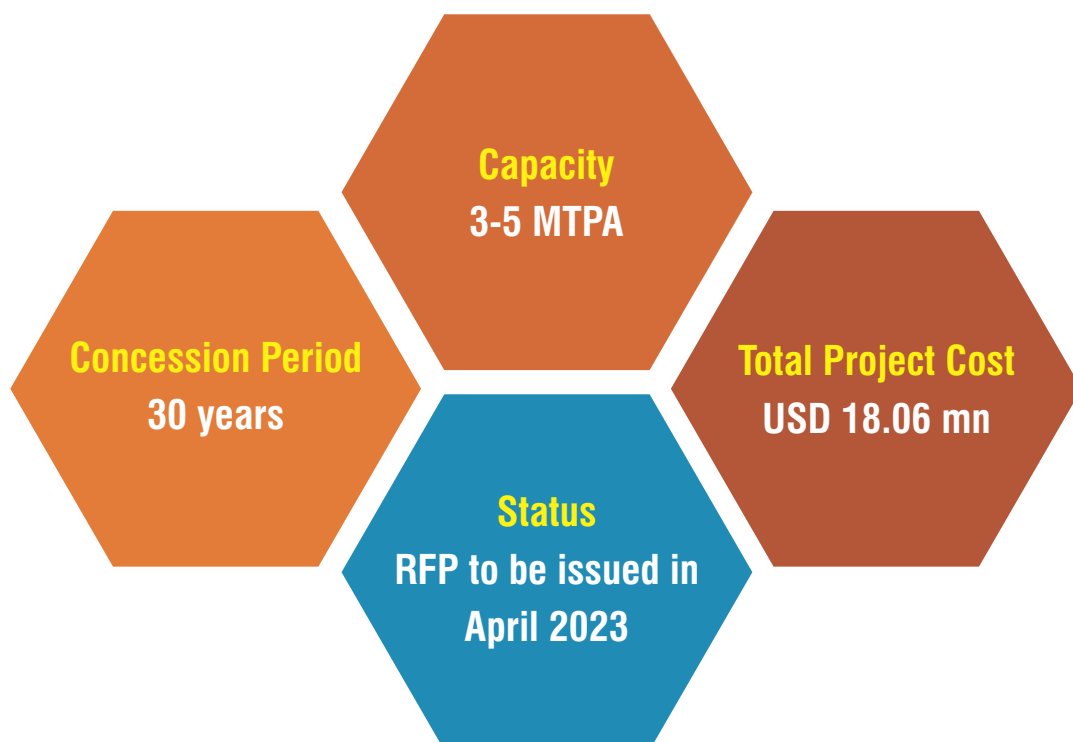 Capacity
3-5 MTPA
Concession Period
30 years
Total Project Cost
USD 18.06 mn
Status
RFP to be issued in
April 2023